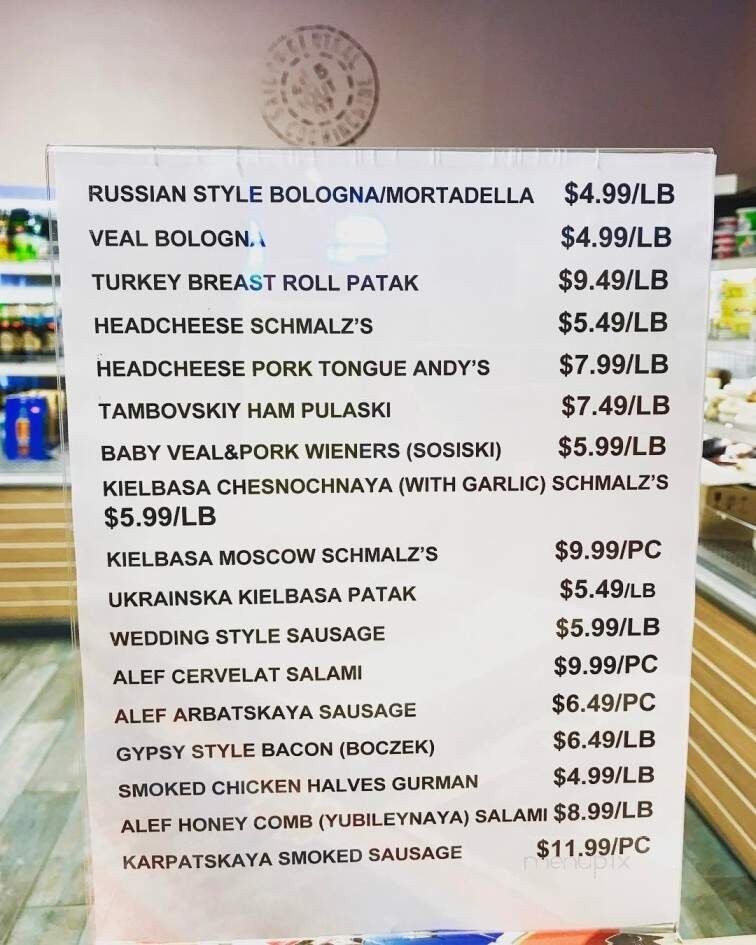 RUSSIAN STYLE BOLOGNA/MORTADELLA $4.99/LB
VEAL BOLOGNA $4.99/LB
TURKEY BREAST ROLL PATAK $9.49/LB
HEADCHEESE SCHMALZ'S $5.49/LB
HEADCHEESE PORK TONGUE ANDY'S $7.99/LB
TAMBOVSKIY HAM PULASKI $7.49/LB
BABY VEAL&PORK WIENERS (SOSISKI) $5.99/LB
KIELBASA CHESNOCHNAYA (WITH GARLIC) SCHMALZ'S
$5.99/LB
KIELBASA MOSCOW SCHMALZ'S $9.99/PC
UKRAINSKA KIELBASA PATAK $5.49/LB
WEDDING STYLE SAUSAGE $5.99/LB
ALEF CERVELAT SALAMI $9.99/PC
ALEF ARBATSKAYA SAUSAGE $6.49/PC
GYPSY STYLE BACON (BOCZEK) $6.49/LB
SMOKED CHICKEN HALVES GURMAN $4.99/LB
ALEF HONEY COMB (YUBILEYNAYA) SALAMI $8.99/LB
KARPATSKAYA SMOKED SAUSAGE $11.99/PC
menupix